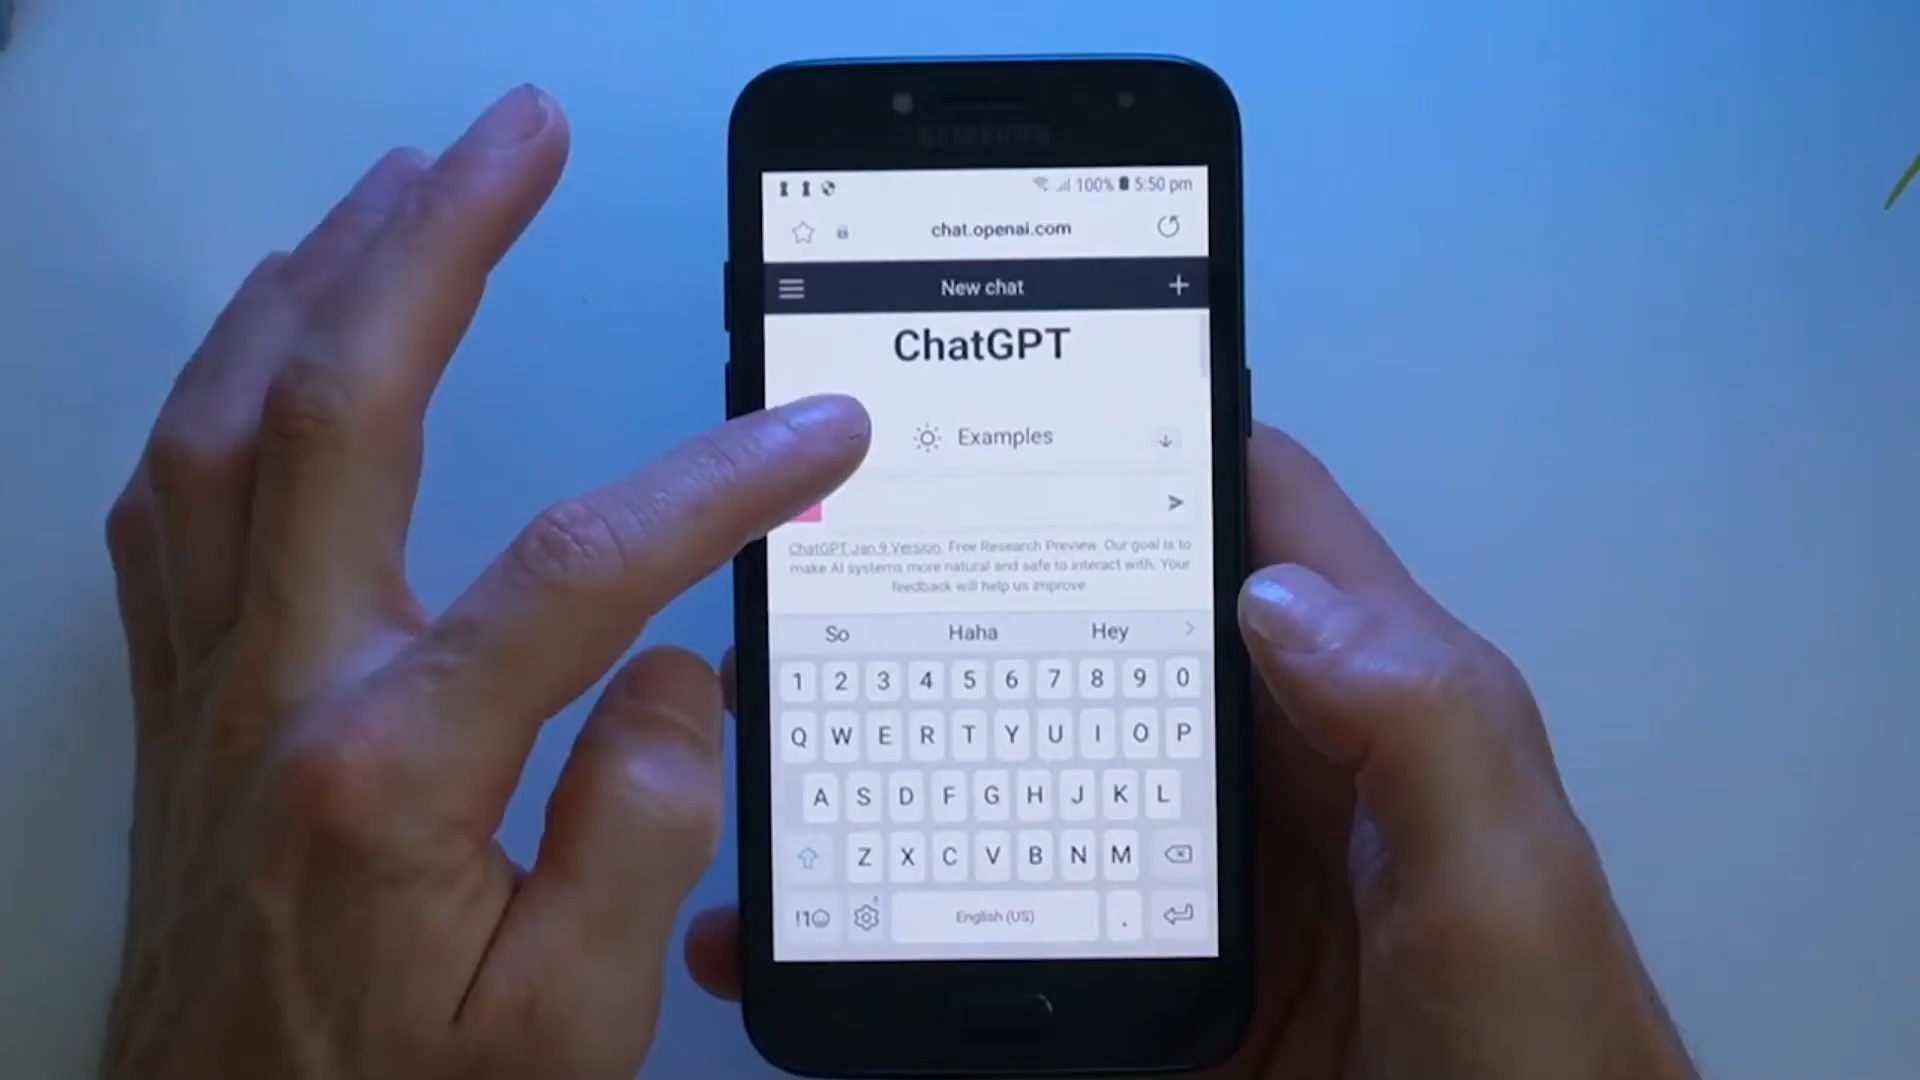 SAMSUNG
100% 5:50 pm
chat.openai.com
New chat
ChatGPT
Examples
ChatGPT Jan 9 Version. Free Research Preview. Our goal is to
make AI systems more natural and safe to interact with. Your
feedback will help us improve.
So Haha Hey
1 2 3 4 5 6 7 8 9 0
Q W E R T Y U I O P
A S D F G H J K L
Z X C V B N M
!1☺ English (US) .